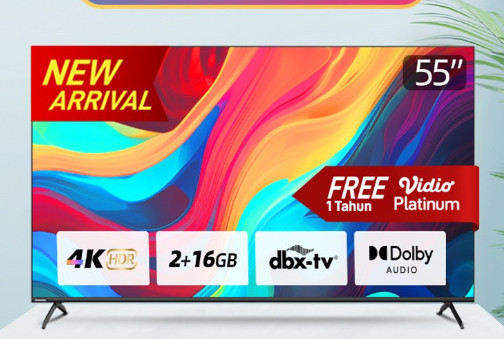 NEW
ARRIVAL
55"
FREE
1 Tahun
Vidio
Platinum
4K HDR
2+16GB
dbx-tv®
Dolby
AUDIO